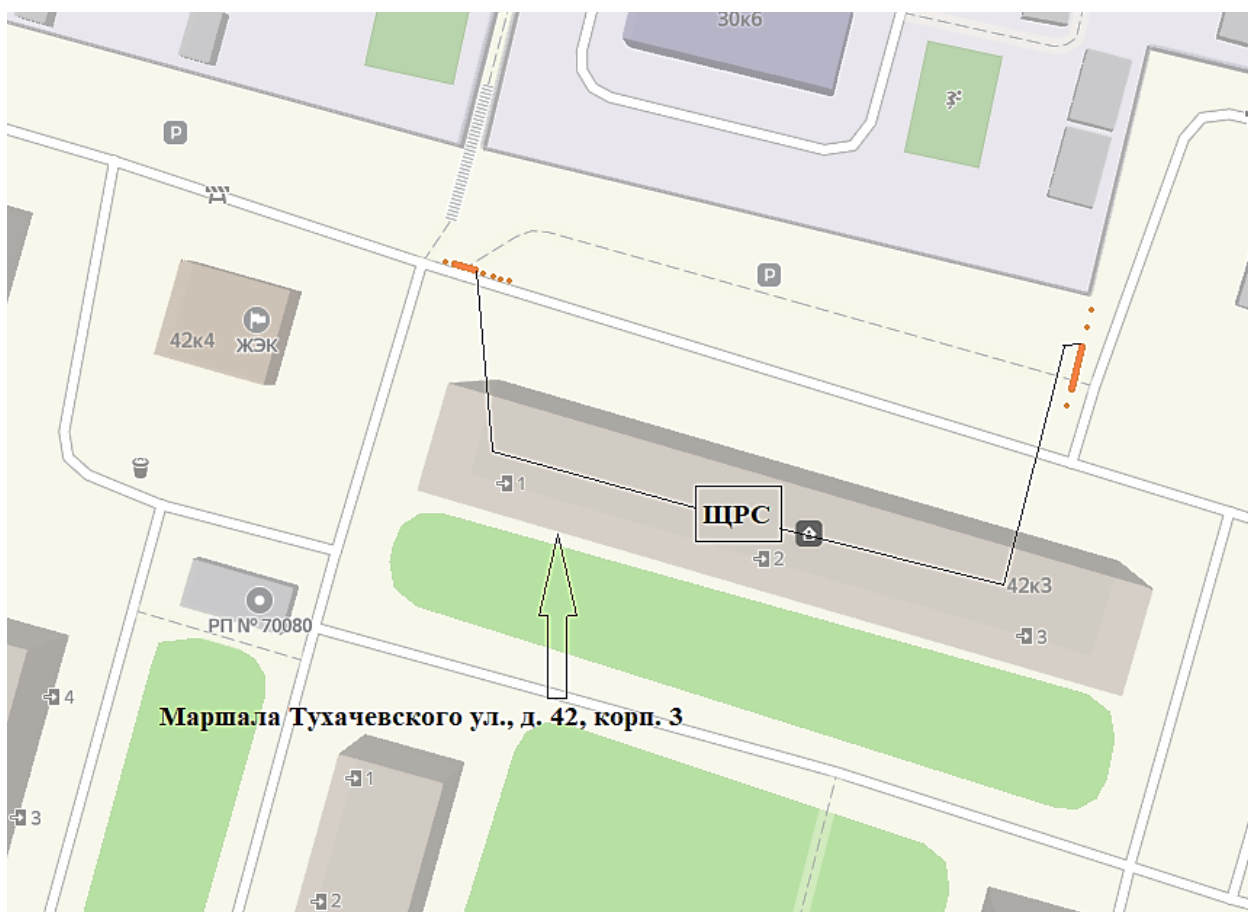 30к6
P
P
42к4
ЖЭК
1
ЩРС
2
42к3
РП № 70080
3
4
Маршала Тухачевского ул., д. 42, корп. 3
1
3
2